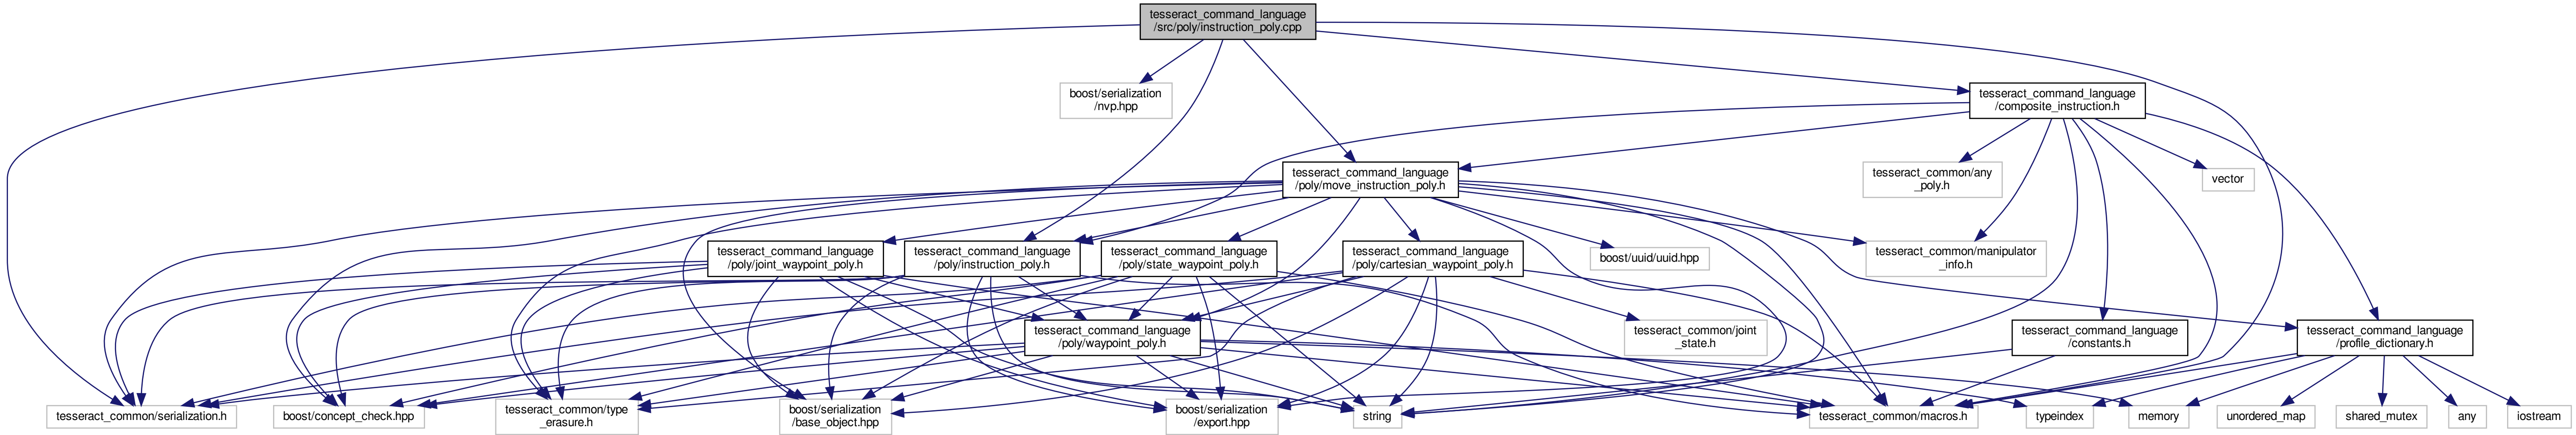 tesseract_command_language
/src/poly/instruction_poly.cpp
boost/serialization
/nvp.hpp
tesseract_command_language
/composite_instruction.h
tesseract_command_language
/poly/move_instruction_poly.h
tesseract_common/any
_poly.h
vector
tesseract_command_language
/poly/joint_waypoint_poly.h
tesseract_command_language
/poly/instruction_poly.h
tesseract_command_language
/poly/state_waypoint_poly.h
tesseract_command_language
/poly/cartesian_waypoint_poly.h
boost/uuid/uuid.hpp
tesseract_common/manipulator
_info.h
tesseract_command_language
/poly/waypoint_poly.h
tesseract_common/joint
_state.h
tesseract_command_language
/constants.h
tesseract_command_language
/profile_dictionary.h
tesseract_common/serialization.h
boost/concept_check.hpp
tesseract_common/type
_erasure.h
boost/serialization
/base_object.hpp
boost/serialization
/export.hpp
string
tesseract_common/macros.h
typeindex
memory
unordered_map
shared_mutex
any
iostream